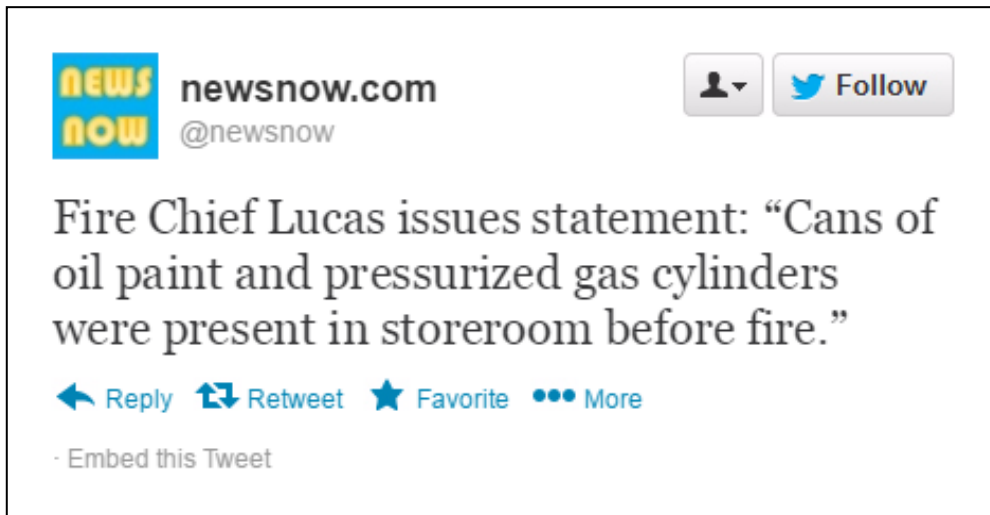 NEWS
NOW
newsnow.com
@newsnow
Follow
Fire Chief Lucas issues statement: “Cans of
oil paint and pressurized gas cylinders
were present in storeroom before fire.”
Reply Retweet Favorite More
· Embed this Tweet